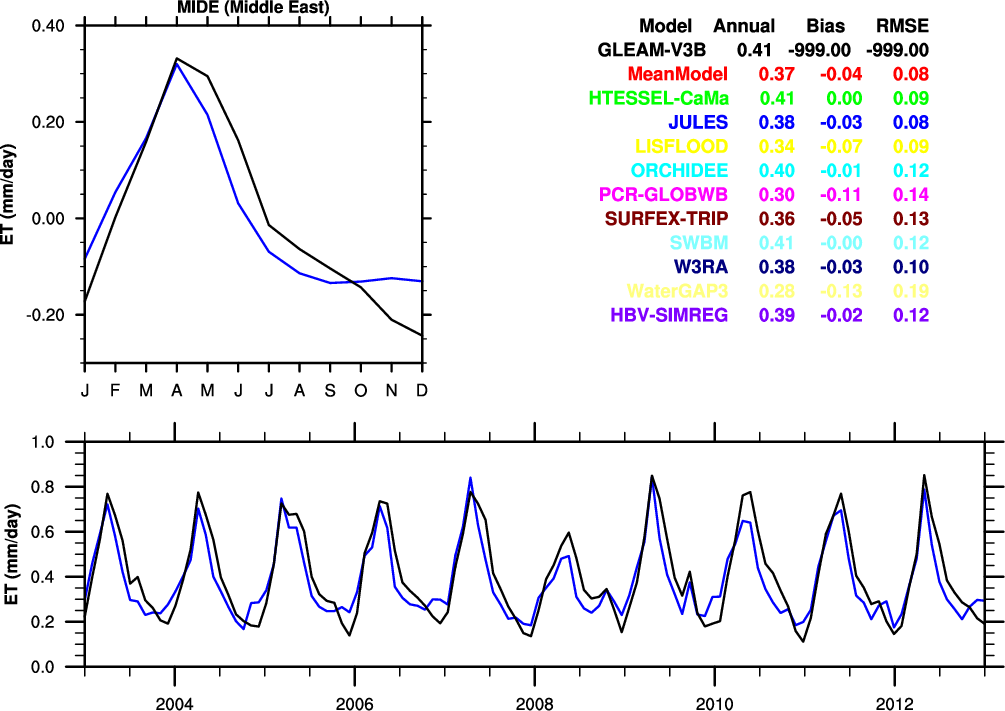 MIDE (Middle East)
0.40
0.20
0.00
-0.20
ET (mm/day)
J F M A M J J A S O N D
Model Annual Bias RMSE
GLEAM-V3B 0.41 -999.00 -999.00
MeanModel 0.37 -0.04 0.08
HTESSEL-CaMa 0.41 0.00 0.09
JULES 0.38 -0.03 0.08
LISFLOOD 0.34 -0.07 0.09
ORCHIDEE 0.40 -0.01 0.12
PCR-GLOBWB 0.30 -0.11 0.14
SURFEX-TRIP 0.36 -0.05 0.13
SWBM 0.41 -0.00 0.12
W3RA 0.38 -0.03 0.10
WaterGAP3 0.28 -0.13 0.19
HBV-SIMREG 0.39 -0.02 0.12
1.0
0.8
0.6
0.4
0.2
0.0
ET (mm/day)
2004 2006 2008 2010 2012